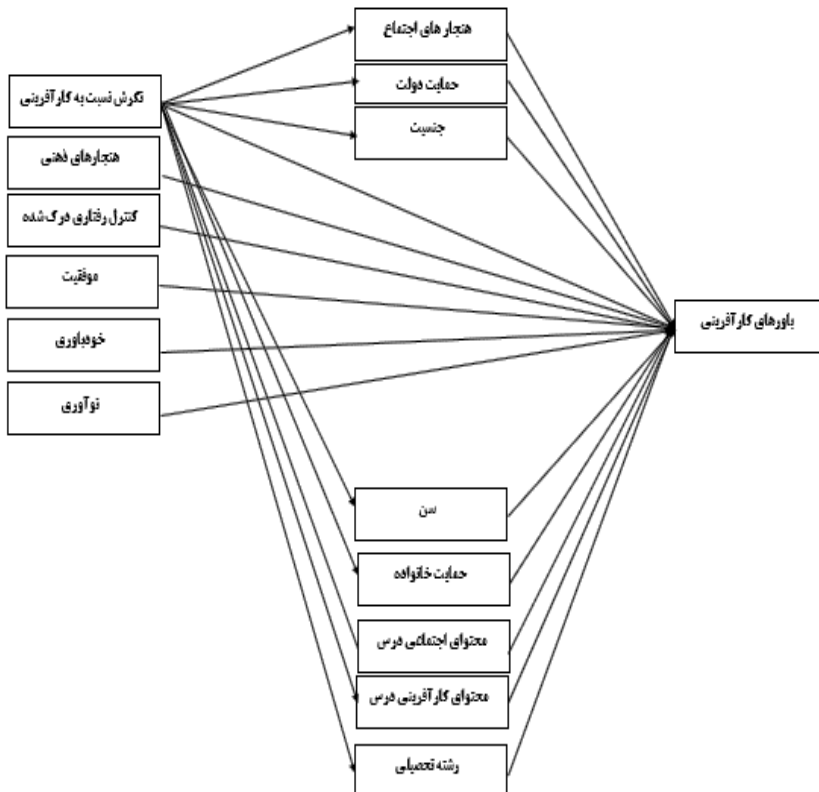 هنجار های اجتماع
حمایت دولت
جنسیت
نگرش نسبت به کارآفرینی
هنجارهای ذهنی
کنترل رفتاری درک شده
موفقیت
خودباوری
نوآوری
باورهای کارآفرینی
سن
حمایت خانواده
محتوای اجتماعی درس
محتوای کارآفرینی درس
رشته تحصیلی